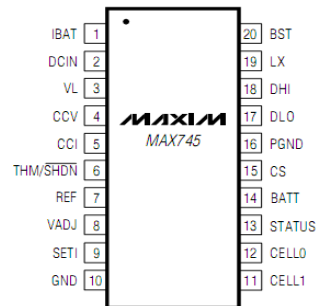 IBAT 1
DCIN 2
VL 3
CCV 4
CCI 5
THM/SHDN 6
REF 7
VADJ 8
SETI 9
GND 10
MAXIM
MAX745
20 BST
19 LX
18 DHI
17 DLO
16 PGND
15 CS
14 BATT
13 STATUS
12 CELL0
11 CELL1